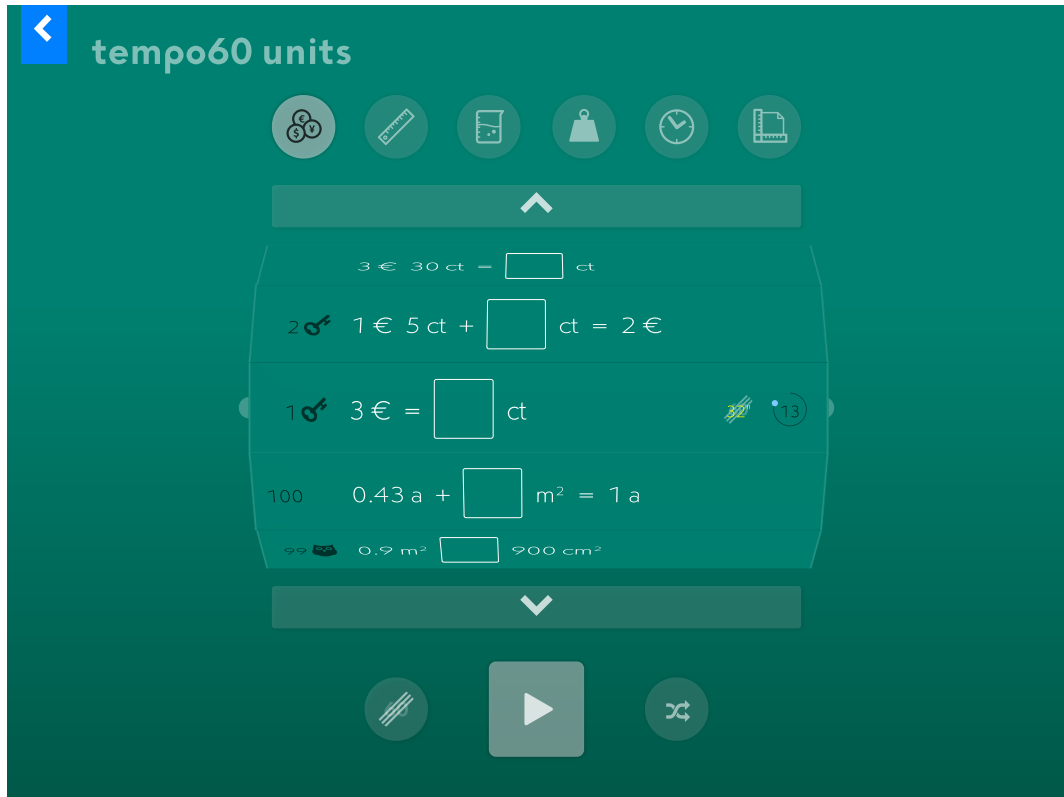 tempo60 units
3 € 30 ct = ct
2 1 € 5 ct + ct = 2 €
1 3 € = ct 32" 13
100 0.43 a + m² = 1 a
99 0.9 m² 900 cm²